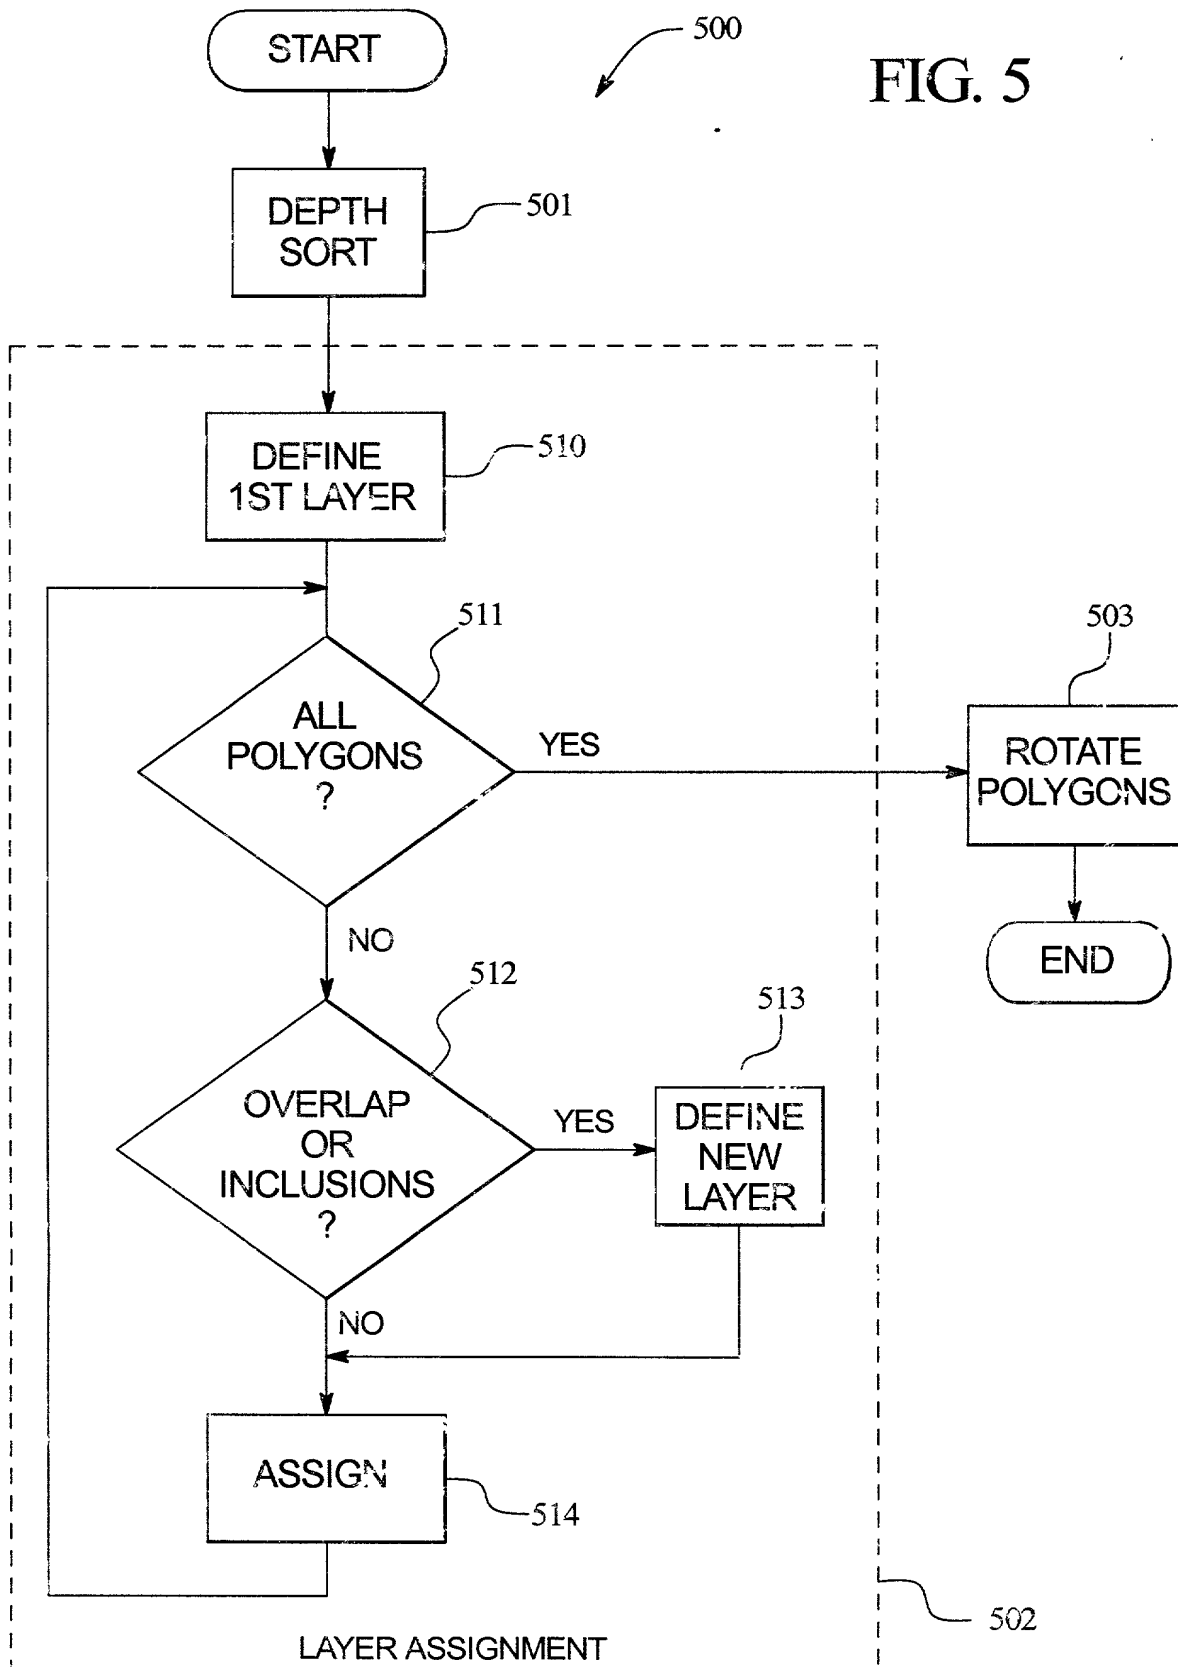 START
500
FIG. 5
DEPTH
SORT
501
DEFINE
1ST LAYER
510
511
ALL
POLYGONS
?
YES
503
ROTATE
POLYGONS
NO
END
512
513
OVERLAP
OR
INCLUSIONS
?
YES
DEFINE
NEW
LAYER
NO
ASSIGN
514
502
LAYER ASSIGNMENT